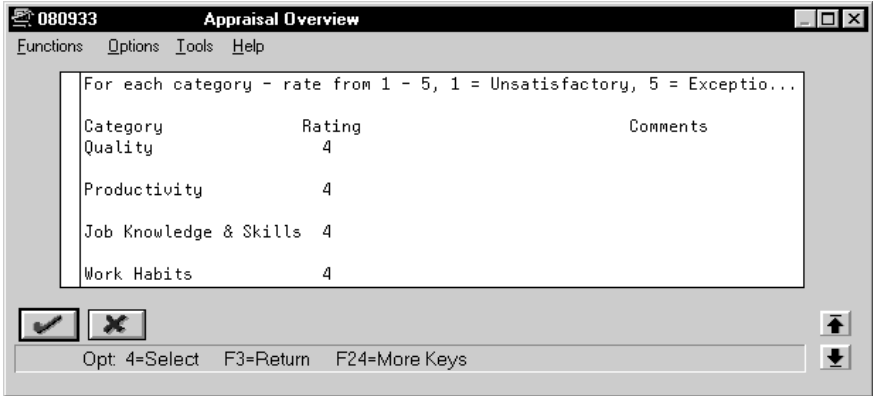 080933 Appraisal Overview
Functions Options Tools Help
For each category - rate from 1 - 5, 1 = Unsatisfactory, 5 = Exceptio...
Category Rating Comments
Quality 4
Productivity 4
Job Knowledge & Skills 4
Work Habits 4
Opt: 4=Select F3=Return F24=More Keys